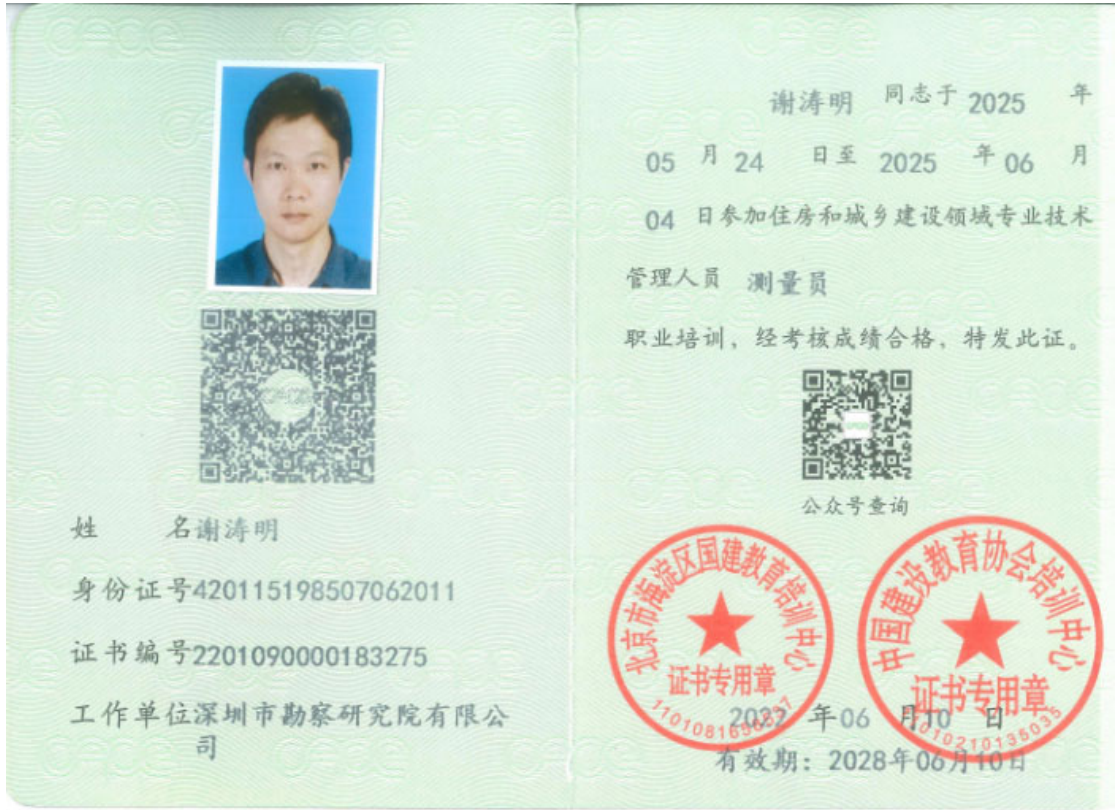 姓 名谢涛明
身份证号420115198507062011
证书编号2201090000183275
工作单位深圳市勘察研究院有限公
司
谢涛明 同志于 2025 年
05 月 24 日至 2025 年 06 月
04 日参加住房和城乡建设领域专业技术
管理人员 测量员
职业培训，经考核成绩合格，特发此证。
公众号查询
北京市海淀区国建教育培训中心
证书专用章
中国建设教育协会培训中心
证书专用章
年06 月10 日
有效期：2028年06月10日